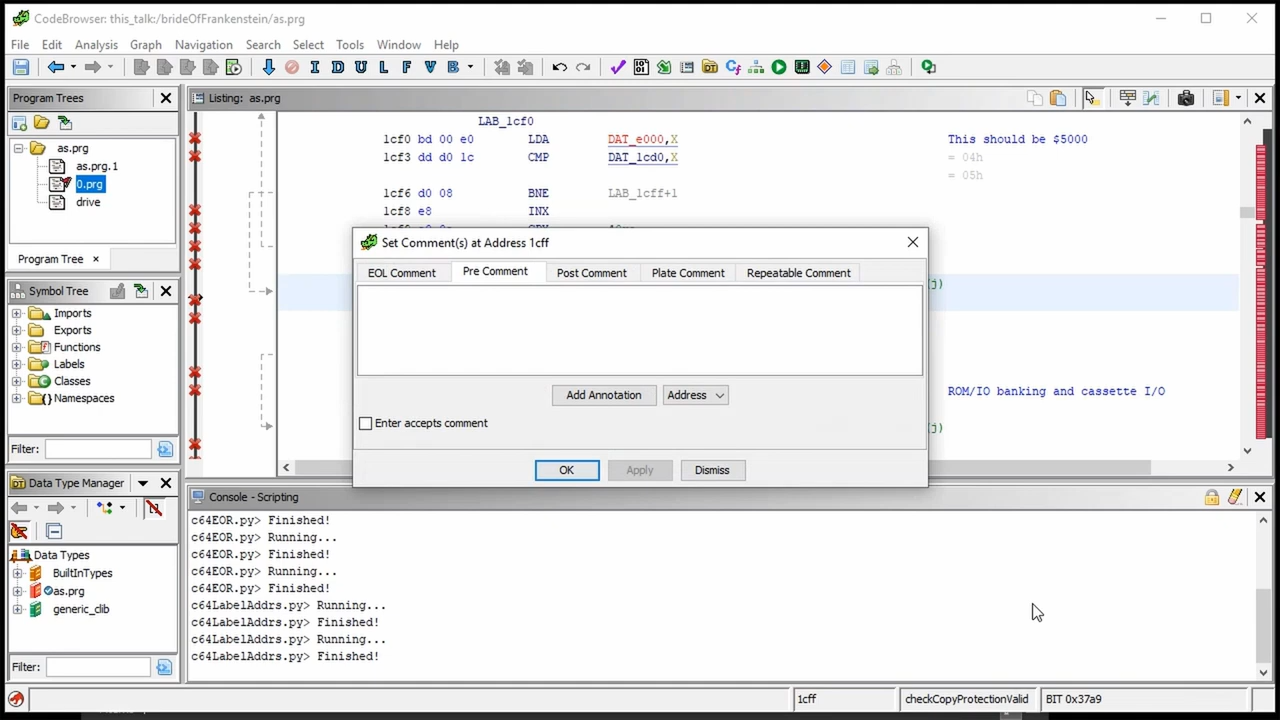 CodeBrowser: this_talk:/brideOfFrankenstein/as.prg
File Edit Analysis Graph Navigation Search Select Tools Window Help
I D U L F V B
Program Trees
as.prg
as.prg.1
0.prg
drive
Program Tree
Symbol Tree
Imports
Exports
Functions
Labels
Classes
Namespaces
Filter:
Data Type Manager
Data Types
BuiltInTypes
as.prg
generic_clib
Filter:
Listing: as.prg
LAB_1cf0
1cf0 bd 00 e0 LDA DAT_e000,X This should be $5000
1cf3 dd d0 1c CMP DAT_1cd0,X = 04h
= 05h
1cf6 d0 08 BNE LAB_1cff+1
1cf8 e8 INX
(j)
ROM/IO banking and cassette I/O
(j)
Set Comment(s) at Address 1cff
EOL Comment Pre Comment Post Comment Plate Comment Repeatable Comment
Add Annotation Address
Enter accepts comment
OK Apply Dismiss
Console - Scripting
c64EOR.py> Finished!
c64EOR.py> Running...
c64EOR.py> Finished!
c64EOR.py> Running...
c64EOR.py> Finished!
c64LabelAddrs.py> Running...
c64LabelAddrs.py> Finished!
c64LabelAddrs.py> Running...
c64LabelAddrs.py> Finished!
1cff checkCopyProtectionValid BIT 0x37a9